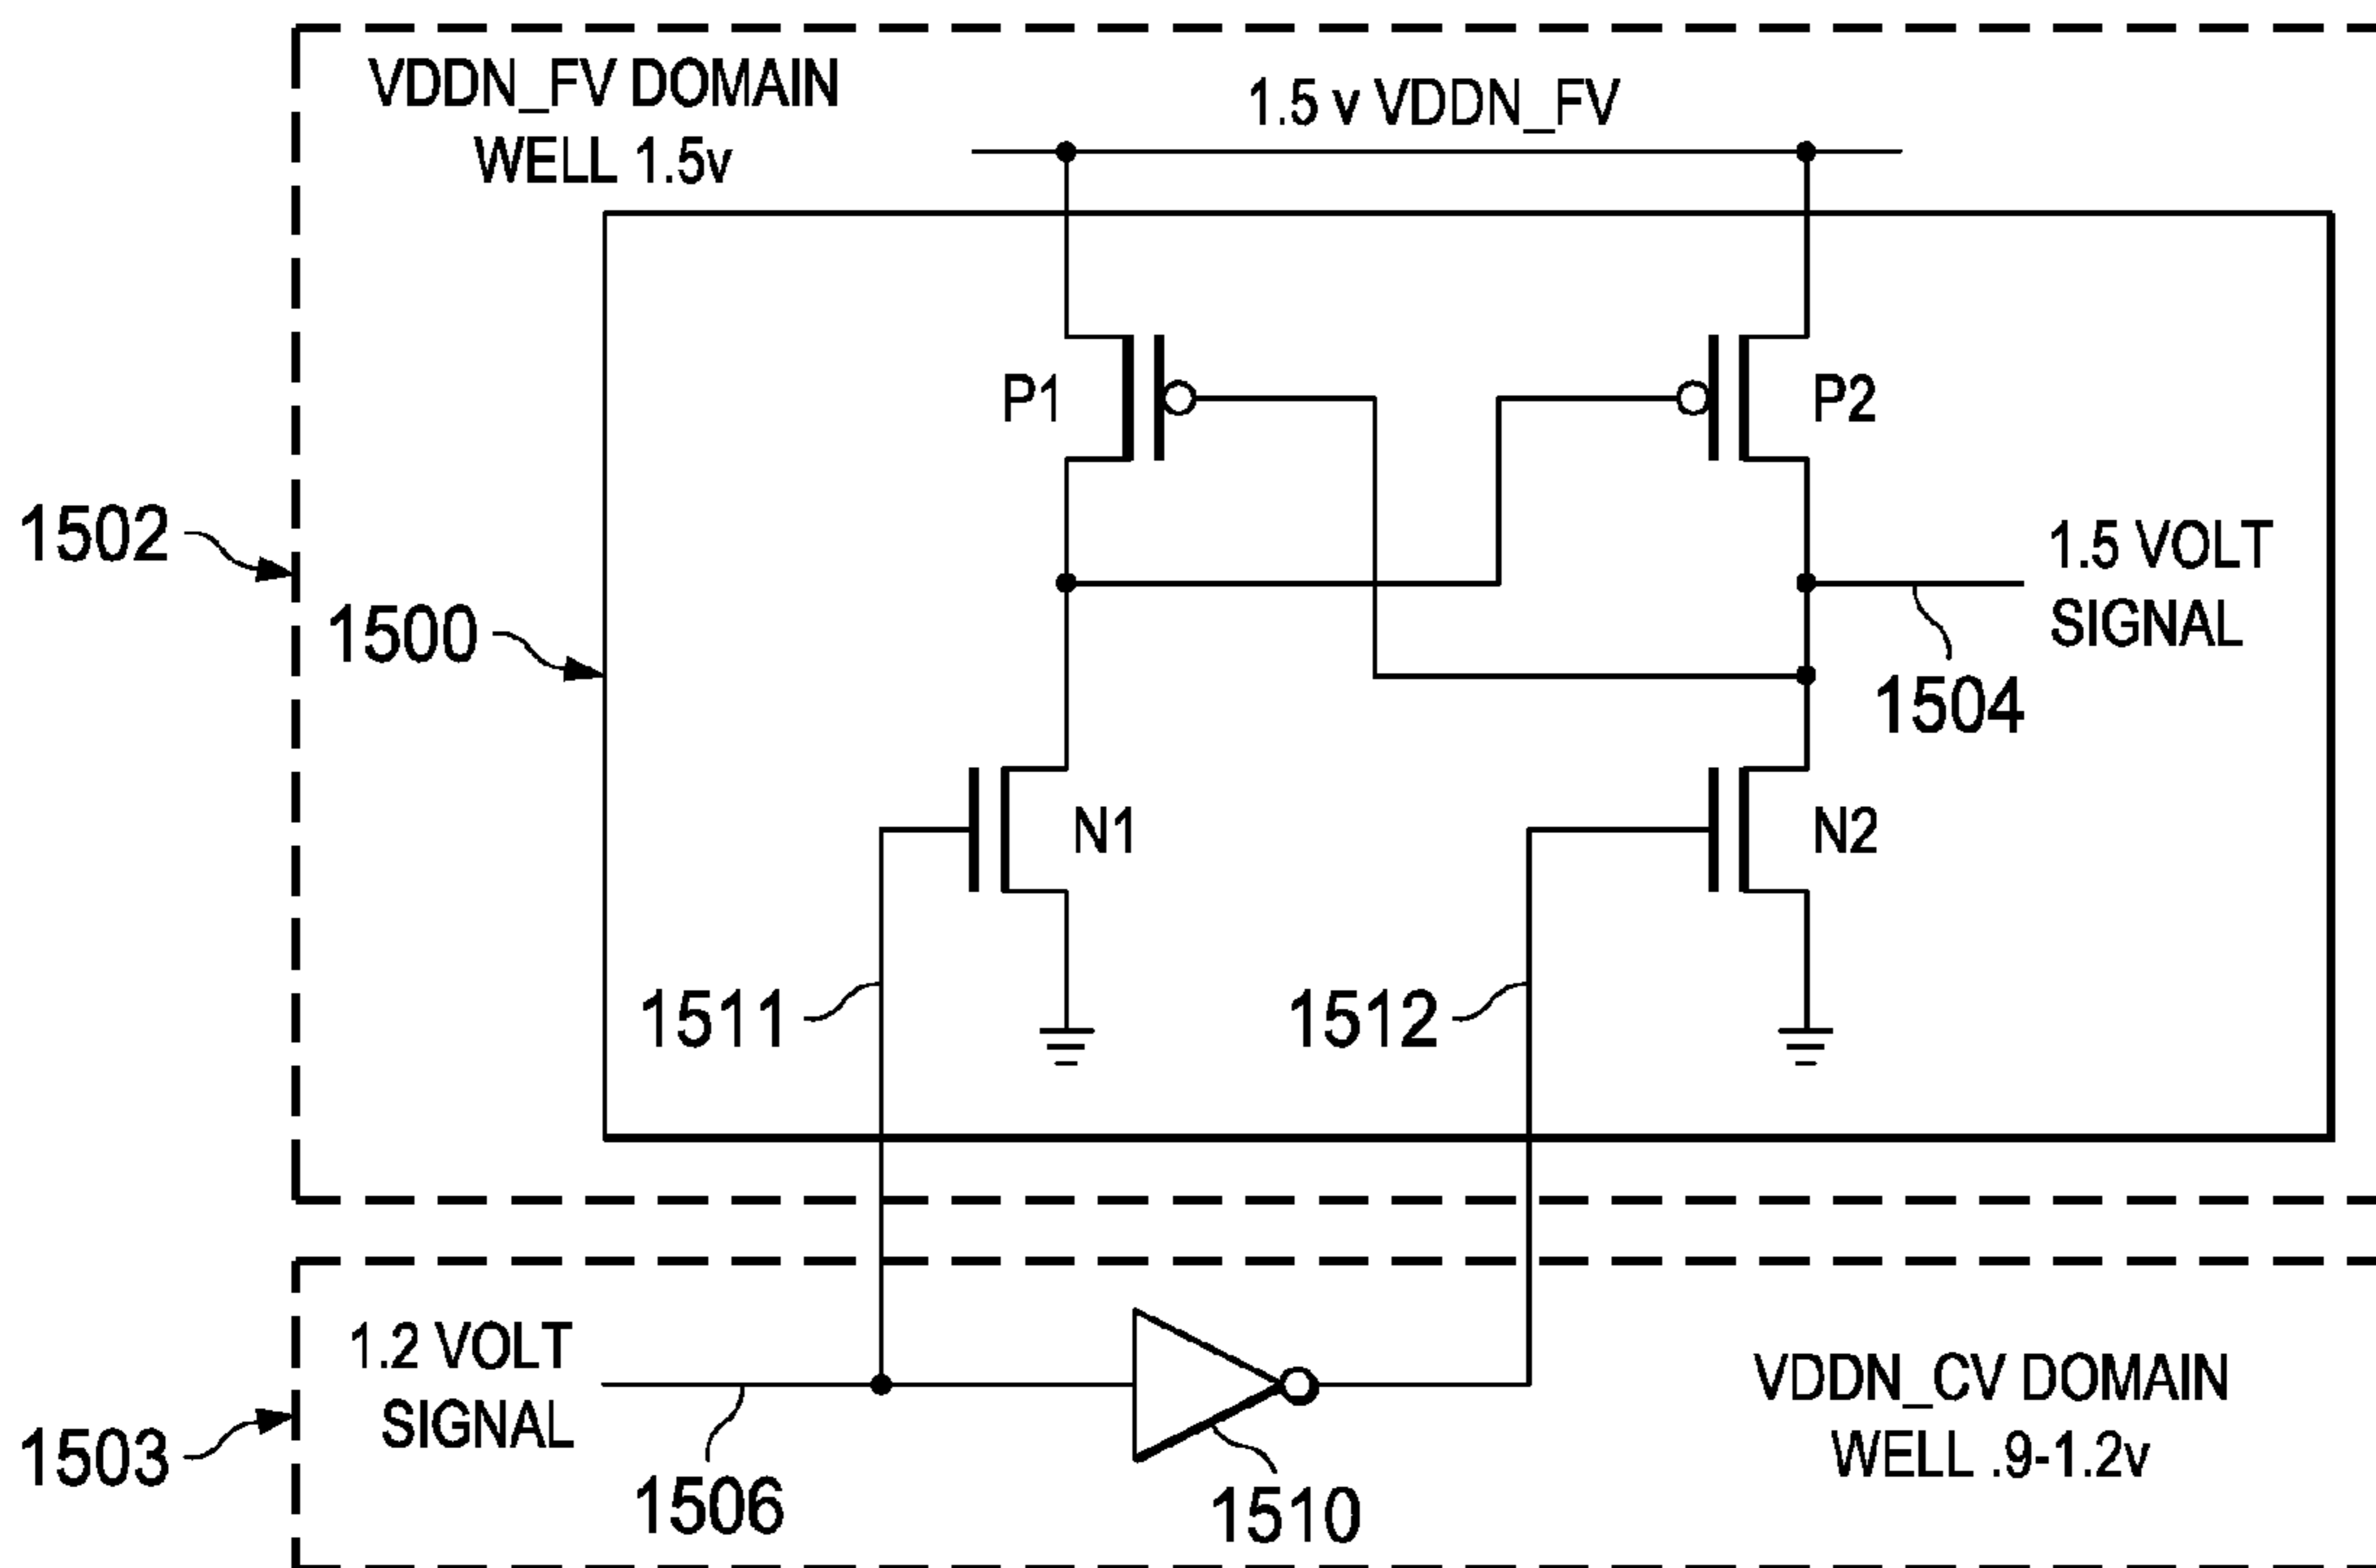 VDDN_FV DOMAIN
WELL 1.5v
1.5 v VDDN_FV
P1
P2
1502
1500
1.5 VOLT
SIGNAL
1504
N1
N2
1511
1512
1.2 VOLT
SIGNAL
VDDN_CV DOMAIN
WELL .9-1.2v
1503
1506
1510